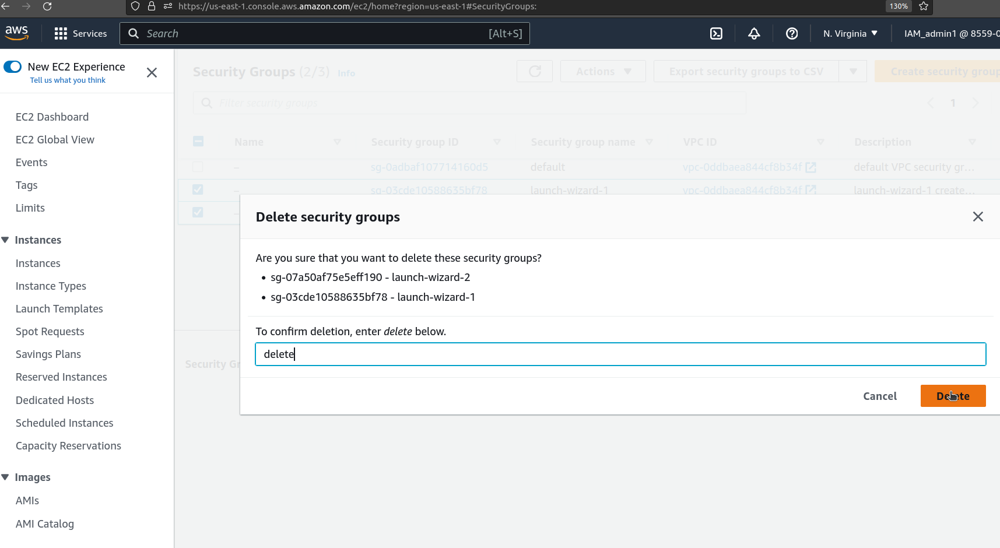 https://us-east-1.console.aws.amazon.com/ec2/home?region=us-east-1#SecurityGroups:
130%
aws
Services
Search
[Alt+S]
N. Virginia
IAM_admin1 @ 8559-0
New EC2 Experience
Tell us what you think
EC2 Dashboard
EC2 Global View
Events
Tags
Limits
Instances
Instances
Instance Types
Launch Templates
Spot Requests
Savings Plans
Reserved Instances
Dedicated Hosts
Scheduled Instances
Capacity Reservations
Images
AMIs
AMI Catalog
Security Groups (2/3) Info
Actions
Export security groups to CSV
Create security group
Filter security groups
1
Name Security group ID Security group name VPC ID Description
– sg-0adbaf107714160d5 default vpc-0ddbaea844cf8b34f default VPC security gr...
– sg-03cde10588635bf78 launch-wizard-1 vpc-0ddbaea844cf8b34f launch-wizard-1 create...
–
Security Gr
Delete security groups
Are you sure that you want to delete these security groups?
• sg-07a50af75e5eff190 - launch-wizard-2
• sg-03cde10588635bf78 - launch-wizard-1
To confirm deletion, enter delete below.
delete
Cancel
Delete